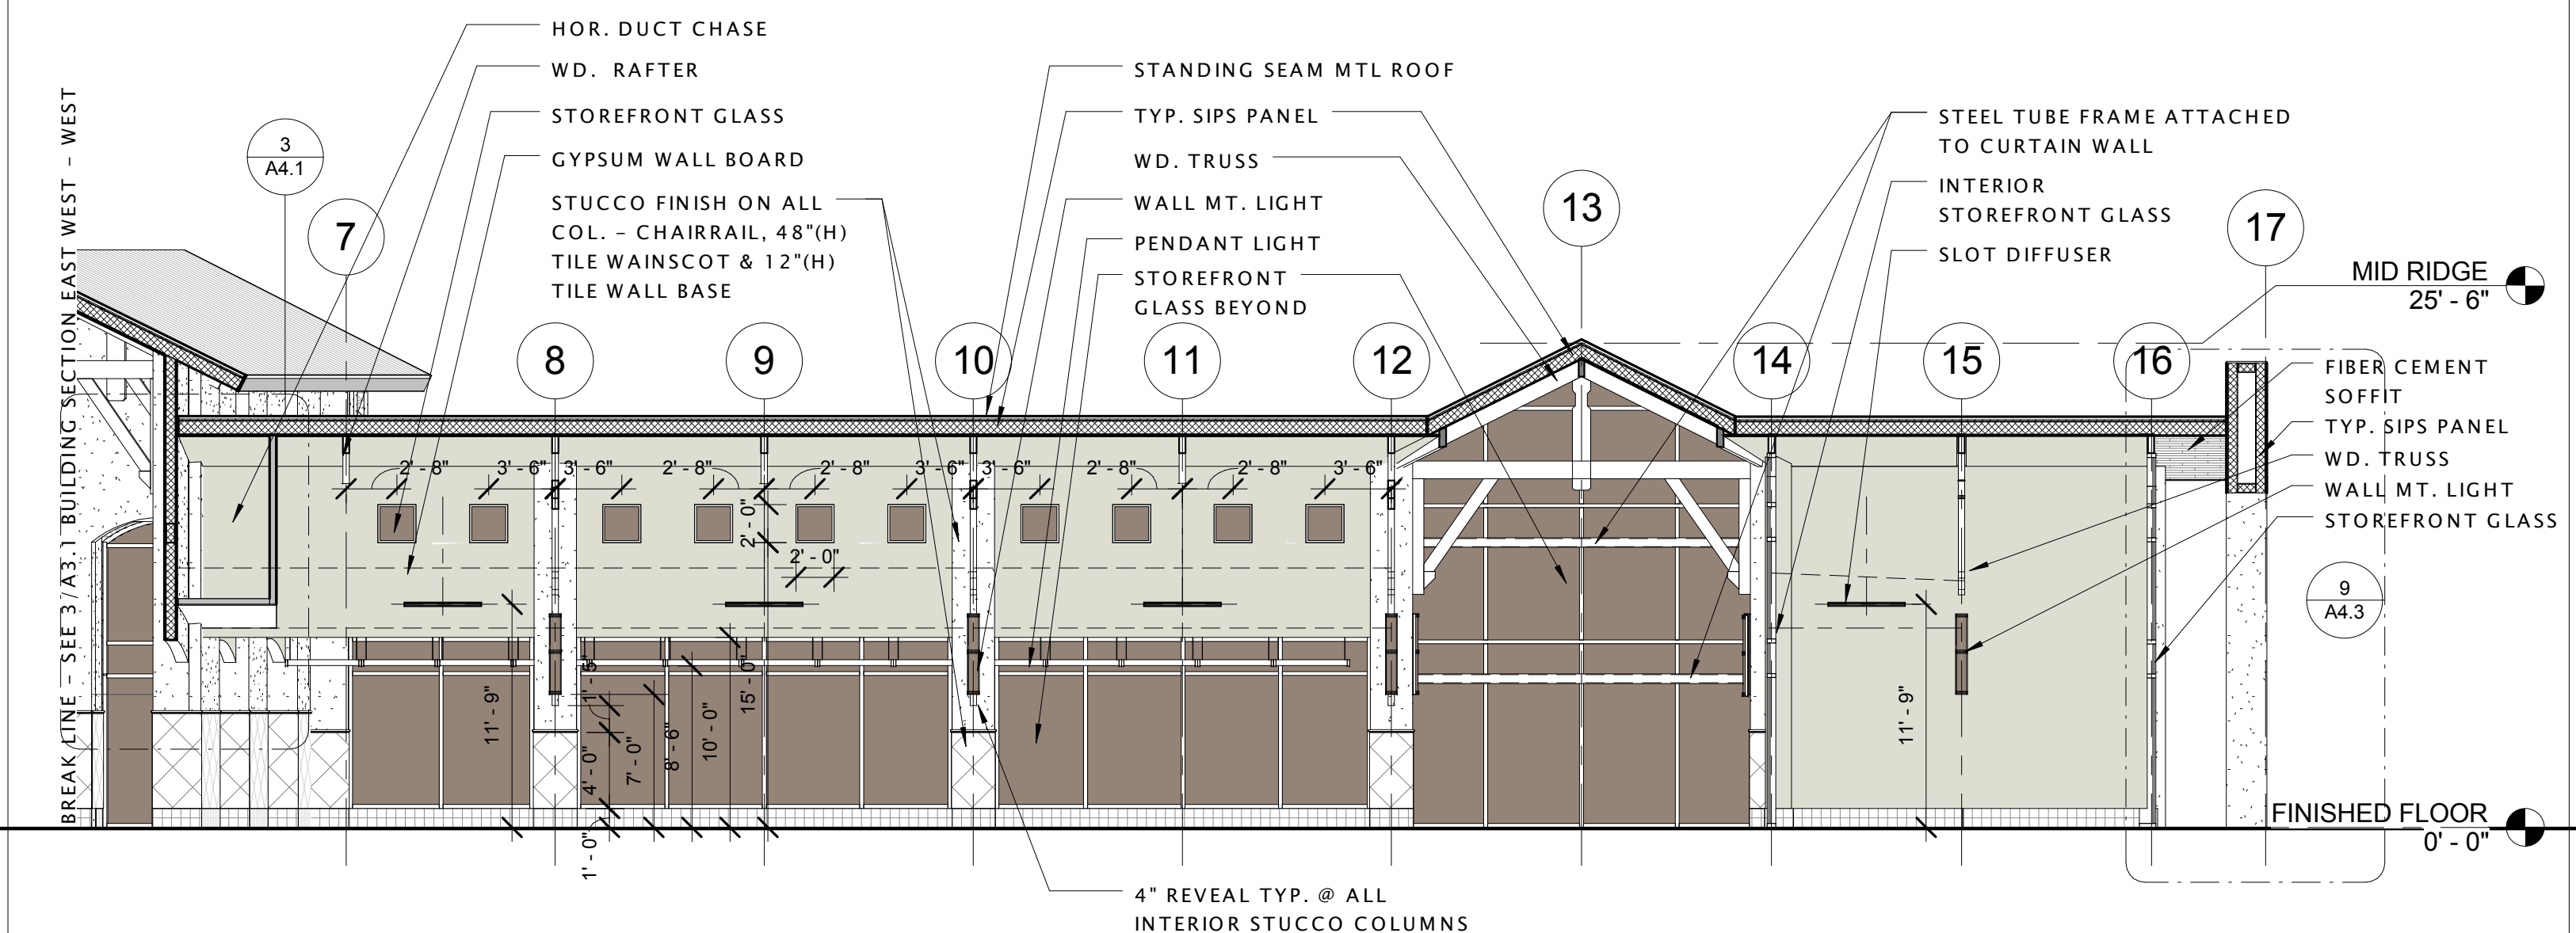 HOR. DUCT CHASE
WD. RAFTER
STOREFRONT GLASS
GYPSUM WALL BOARD
STUCCO FINISH ON ALL
COL. – CHAIRRAIL, 48"(H)
TILE WAINSCOT & 12"(H)
TILE WALL BASE
STANDING SEAM MTL ROOF
TYP. SIPS PANEL
WD. TRUSS
WALL MT. LIGHT
PENDANT LIGHT
STOREFRONT
GLASS BEYOND
STEEL TUBE FRAME ATTACHED
TO CURTAIN WALL
INTERIOR
STOREFRONT GLASS
SLOT DIFFUSER
BREAK LINE – SEE 3/A3.1 BUILDING SECTION EAST WEST – WEST
3
A4.1
7
8
9
10
11
12
13
14
15
16
17
MID RIDGE
25' - 6"
FIBER CEMENT
SOFFIT
TYP. SIPS PANEL
WD. TRUSS
WALL MT. LIGHT
STOREFRONT GLASS
9
A4.3
2' - 8"
3' - 6"
3' - 6"
2' - 8"
2' - 8"
3' - 6"
3' - 6"
2' - 8"
2' - 8"
3' - 6"
2' - 0"
2' - 0"
11' - 9"
1' - 5"
4' - 0"
7' - 0"
8' - 6"
10' - 0"
15' - 0"
1' - 0"
11' - 9"
FINISHED FLOOR
0' - 0"
4" REVEAL TYP. @ ALL
INTERIOR STUCCO COLUMNS